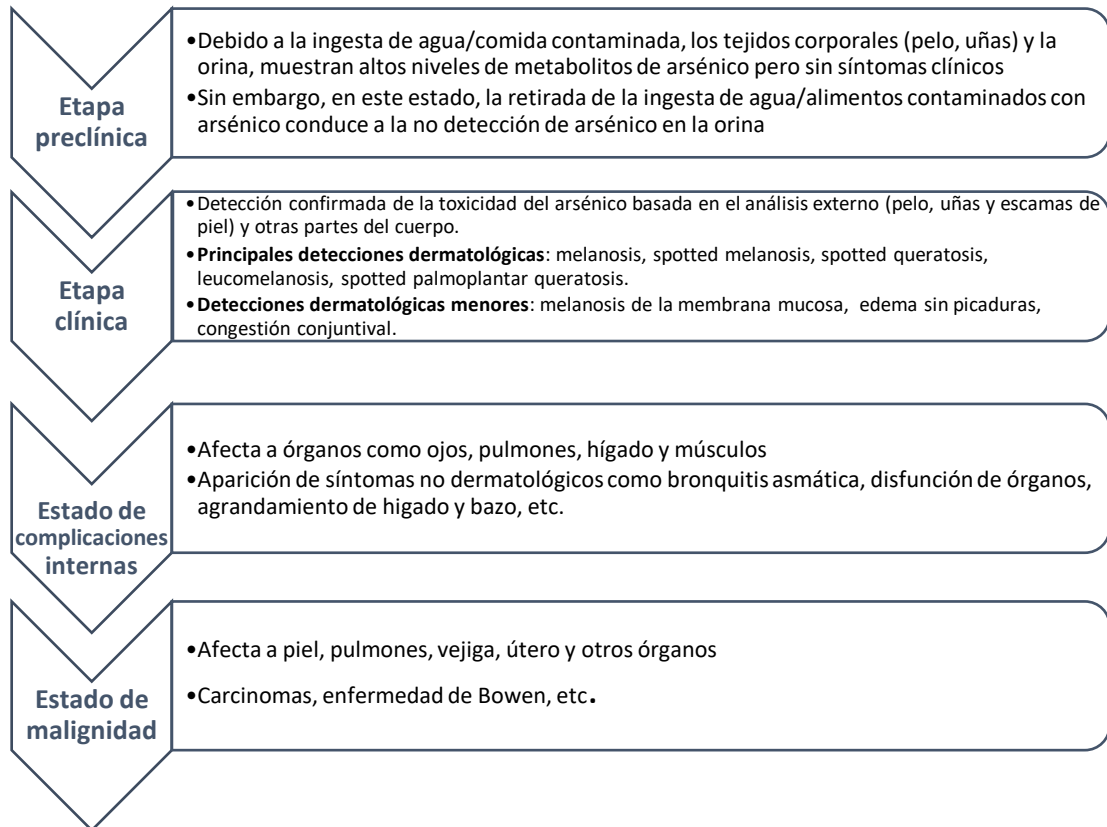 Etapa
preclínica
•Debido a la ingesta de agua/comida contaminada, los tejidos corporales (pelo, uñas) y la
orina, muestran altos niveles de metabolitos de arsénico pero sin síntomas clínicos
•Sin embargo, en este estado, la retirada de la ingesta de agua/alimentos contaminados con
arsénico conduce a la no detección de arsénico en la orina
Etapa
clínica
•Detección confirmada de la toxicidad del arsénico basada en el análisis externo (pelo, uñas y escamas de
piel) y otras partes del cuerpo.
•Principales detecciones dermatológicas: melanosis, spotted melanosis, spotted queratosis,
leucomelanosis, spotted palmoplantar queratosis.
•Detecciones dermatológicas menores: melanosis de la membrana mucosa, edema sin picaduras,
congestión conjuntival.
Estado de
complicaciones
internas
•Afecta a órganos como ojos, pulmones, hígado y músculos
•Aparición de síntomas no dermatológicos como bronquitis asmática, disfunción de órganos,
agrandamiento de higado y bazo, etc.
Estado de
malignidad
•Afecta a piel, pulmones, vejiga, útero y otros órganos
•Carcinomas, enfermedad de Bowen, etc.